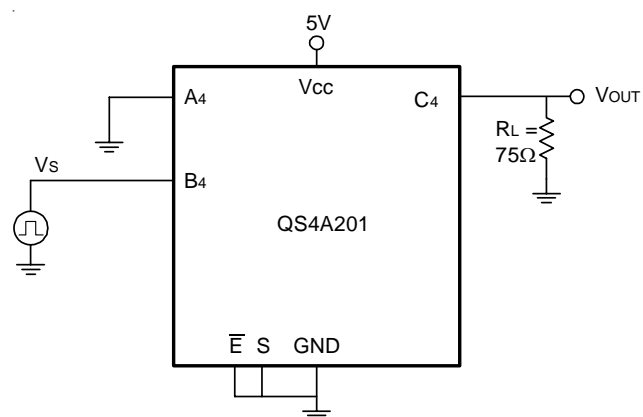 5V
VCC
A4
C4
VOUT
RL =
75Ω
VS
B4
QS4A201
E̅ S GND